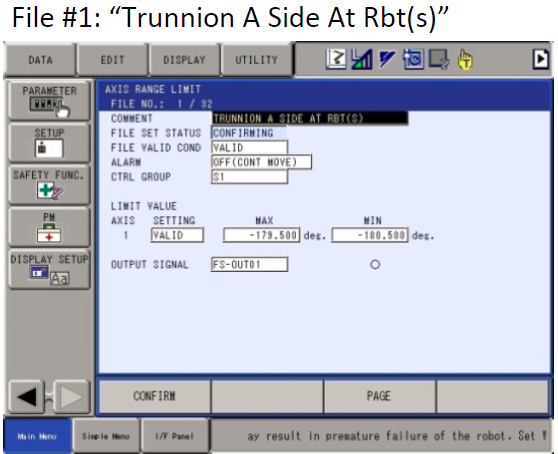 File #1: “Trunnion A Side At Rbt(s)”
DATA EDIT DISPLAY UTILITY
PARAMETER
SETUP
SAFETY FUNC.
PM
DISPLAY SETUP
Aa
AXIS RANGE LIMIT
FILE NO.: 1 / 32
COMMENT TRUNNION A SIDE AT RBT(S)
FILE SET STATUS CONFIRMING
FILE VALID COND VALID
ALARM OFF(CONT MOVE)
CTRL GROUP S1
LIMIT VALUE
AXIS SETTING MAX MIN
1 VALID -179.500 deg. -180.500 deg.
OUTPUT SIGNAL FS-OUT01
CONFIRM PAGE
Main Menu Simple Menu I/F Panel ay result in premature failure of the robot. Set